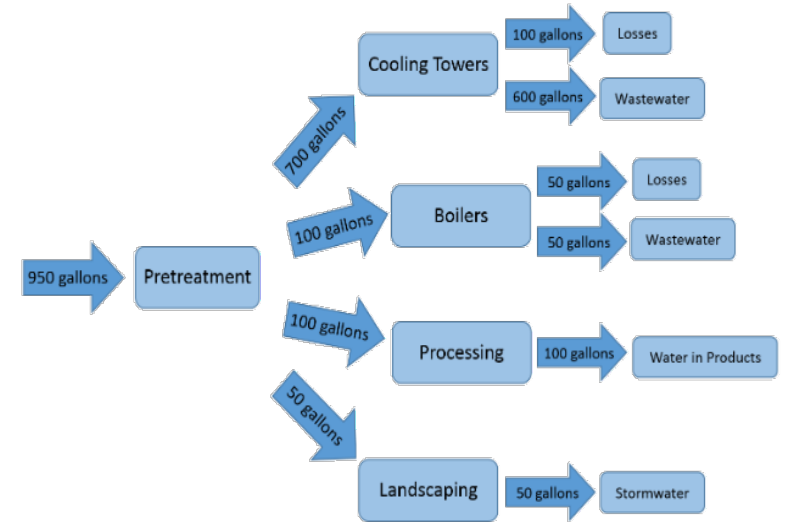 950 gallons
Pretreatment
700 gallons
Cooling Towers
100 gallons
Losses
600 gallons
Wastewater
100 gallons
Boilers
50 gallons
Losses
50 gallons
Wastewater
100 gallons
Processing
100 gallons
Water in Products
50 gallons
Landscaping
50 gallons
Stormwater